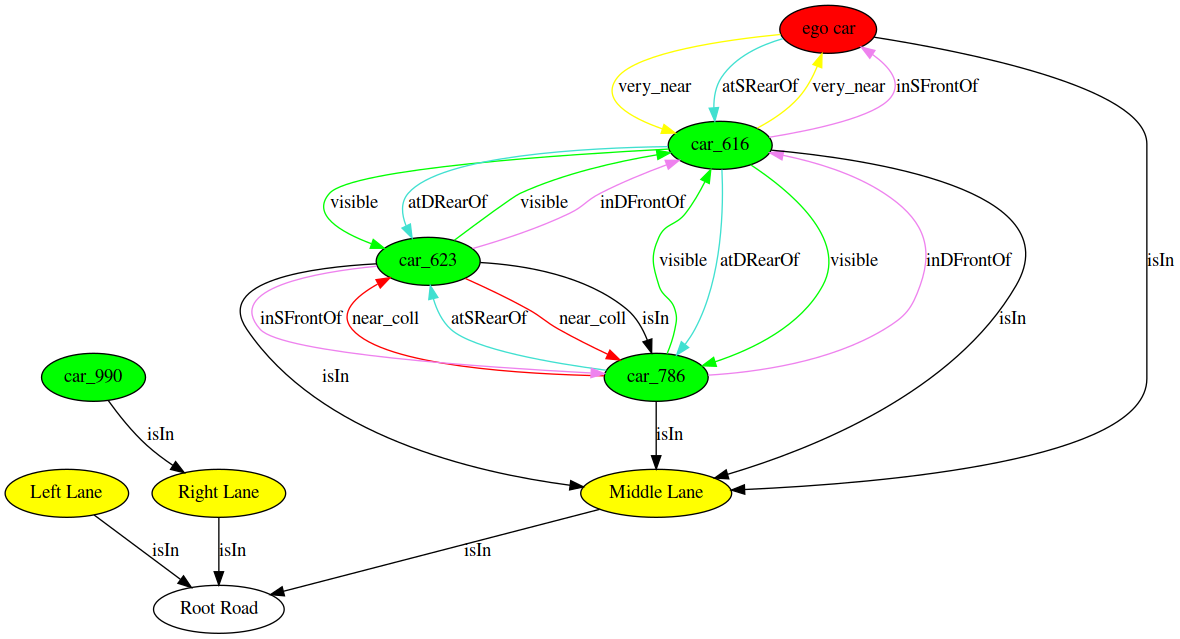 ego car
very_near
atSRearOf
very_near
inSFrontOf
car_616
visible
atDRearOf
visible
inDFrontOf
visible
atDRearOf
visible
inDFrontOf
isIn
car_623
inSFrontOf
near_coll
atSRearOf
near_coll
isIn
isIn
car_990
isIn
car_786
isIn
isIn
Left Lane
Right Lane
Middle Lane
isIn
isIn
isIn
Root Road